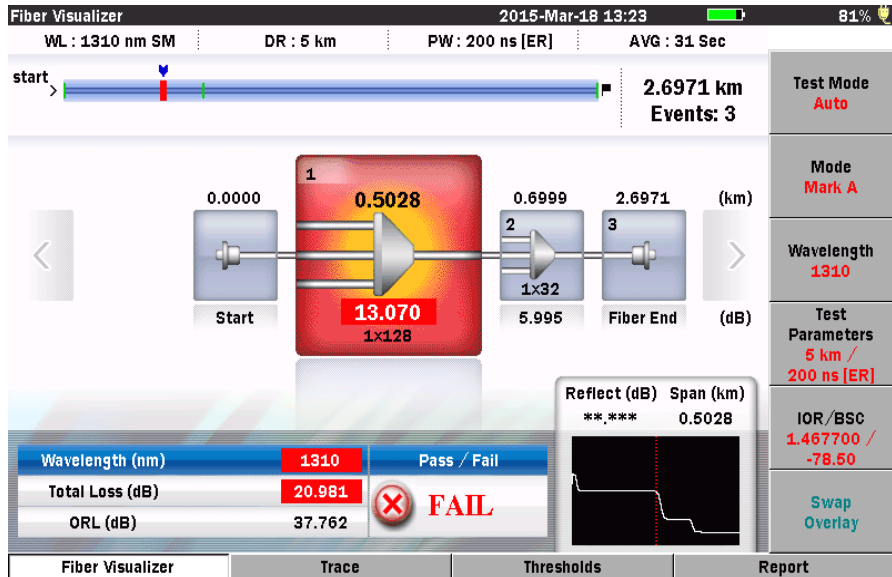 Fiber Visualizer 2015-Mar-18 13:23 81%
WL : 1310 nm SM DR : 5 km PW : 200 ns [ER] AVG : 31 Sec
start
2.6971 km
Events: 3
1
0.0000 0.5028 0.6999 2.6971 (km)
2 3
1×32
13.070
Start 5.995 Fiber End (dB)
1×128
Reflect (dB) Span (km)
**.*** 0.5028
Wavelength (nm) 1310 Pass / Fail
Total Loss (dB) 20.981
FAIL
ORL (dB) 37.762
Test Mode
Auto
Mode
Mark A
Wavelength
1310
Test
Parameters
5 km /
200 ns [ER]
IOR/BSC
1.467700 /
-78.50
Swap
Overlay
Fiber Visualizer Trace Thresholds Report